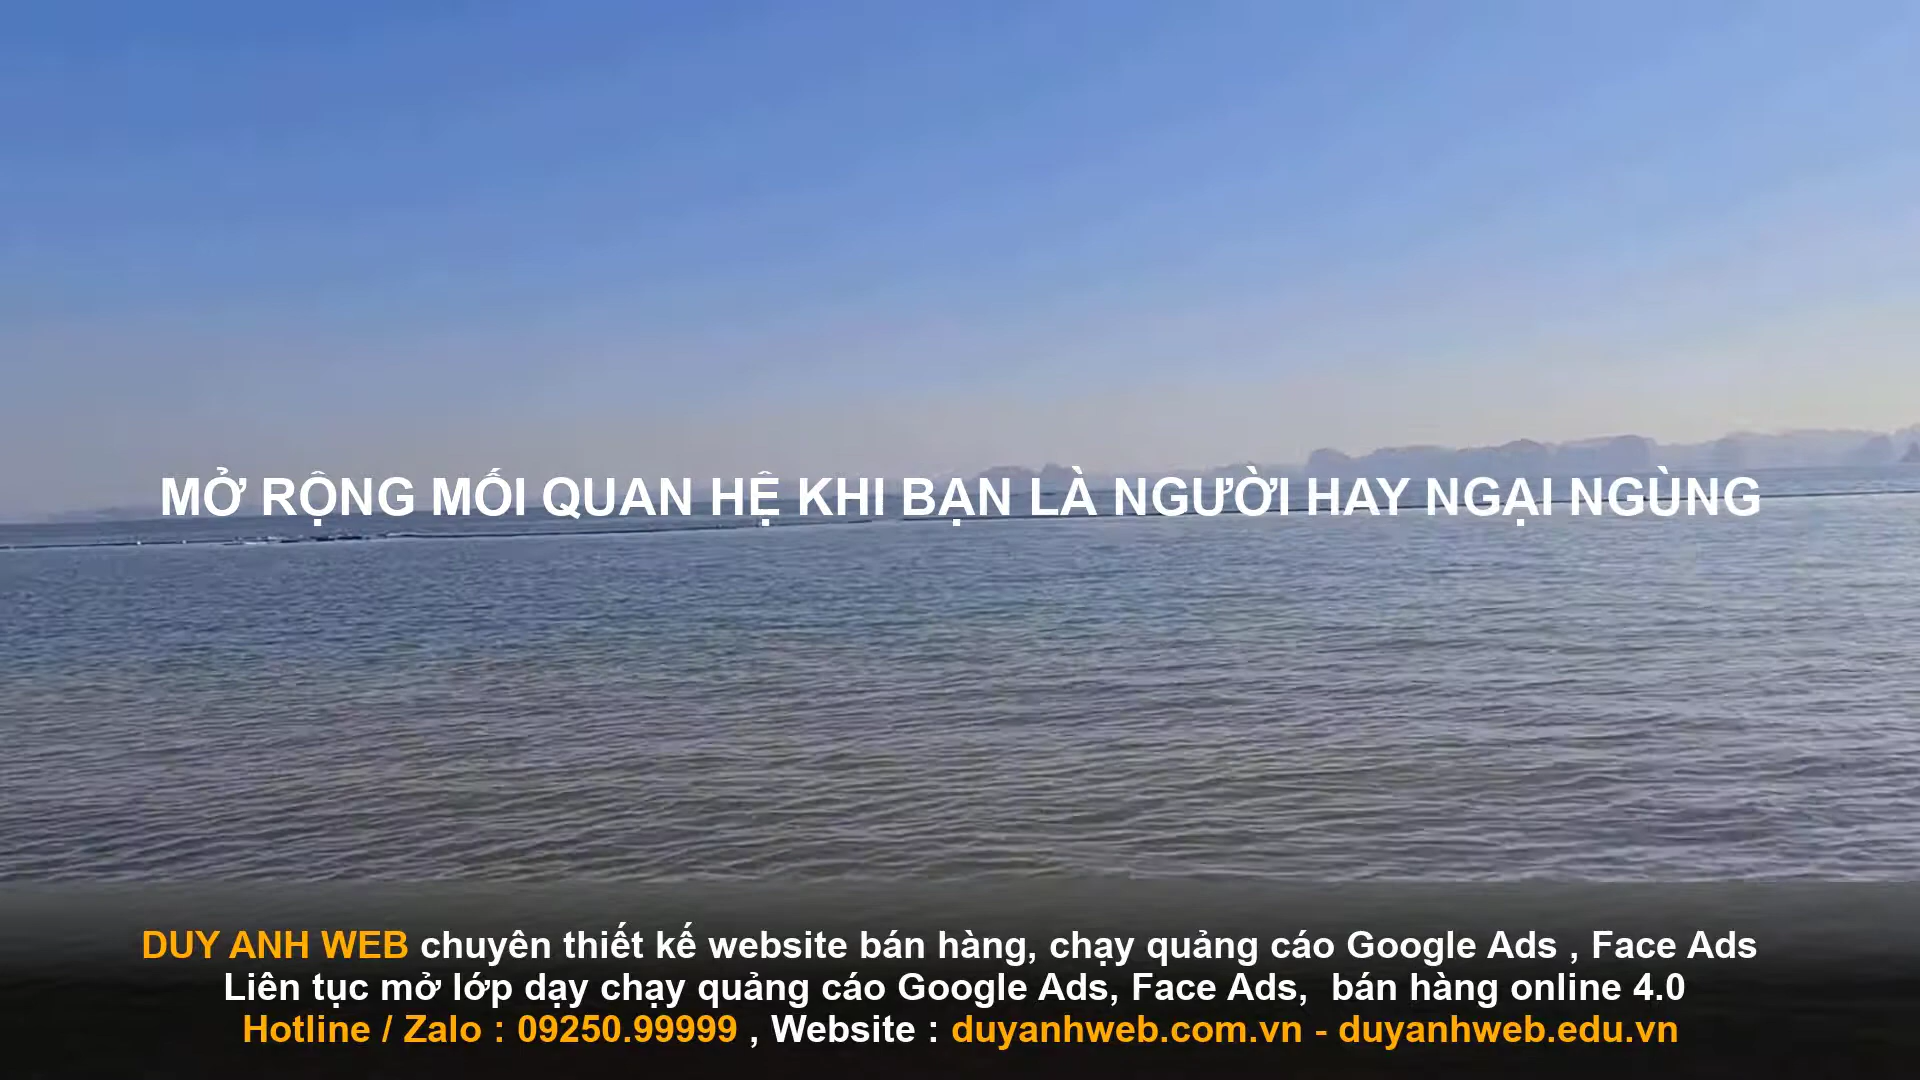 MỞ RỘNG MỐI QUAN HỆ KHI BẠN LÀ NGƯỜI HAY NGẠI NGÙNG
DUY ANH WEB chuyên thiết kế website bán hàng, chạy quảng cáo Google Ads , Face Ads
Liên tục mở lớp dạy chạy quảng cáo Google Ads, Face Ads,  bán hàng online 4.0
Hotline / Zalo : 09250.99999 , Website : duyanhweb.com.vn - duyanhweb.edu.vn